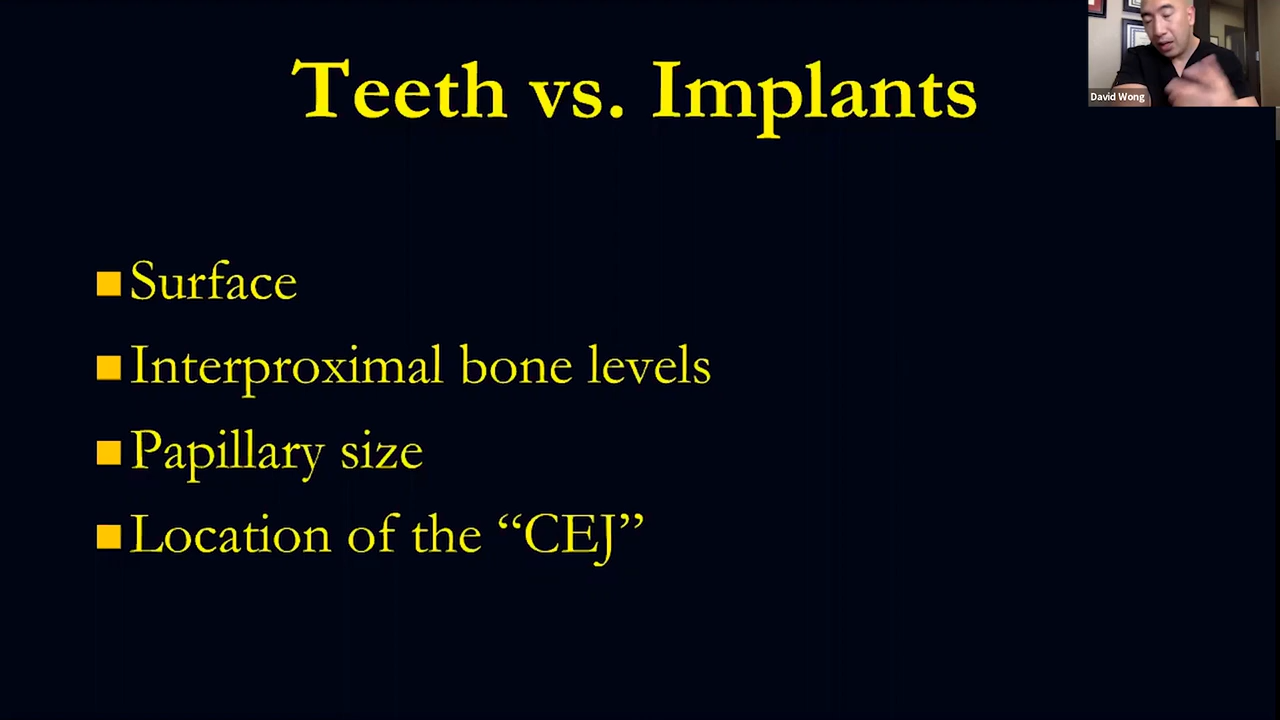 Teeth vs. Implants
David Wong
Surface
Interproximal bone levels
Papillary size
Location of the “CEJ”